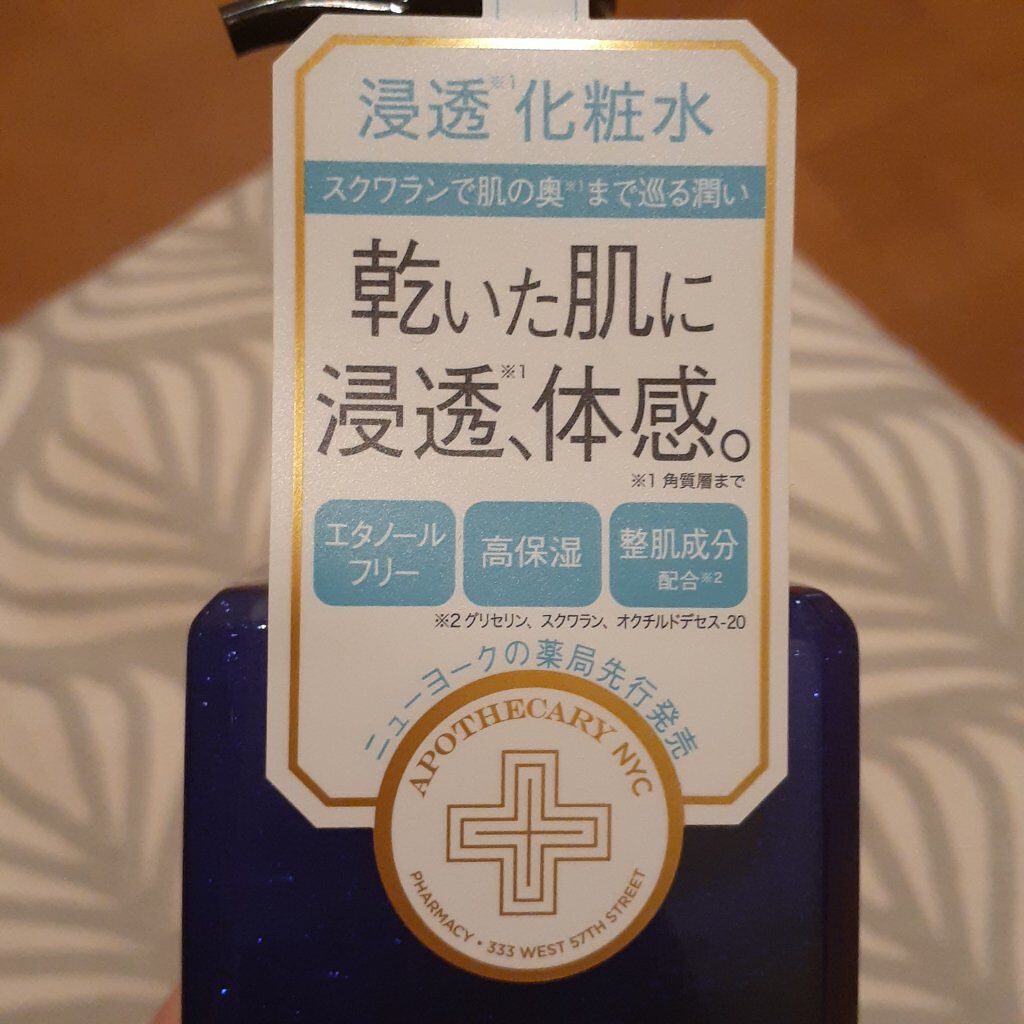 浸透※1化粧水
スクワランで肌の奥※1まで巡る潤い
乾いた肌に
浸透※1、体感。
※1 角質層まで
エタノール
フリー
高保湿
整肌成分
配合※2
※2 グリセリン、スクワラン、オクチルドデセス-20
ニューヨークの薬局先行発売
APOTHECARY NYC
PHARMACY • 333 WEST 57TH STREET